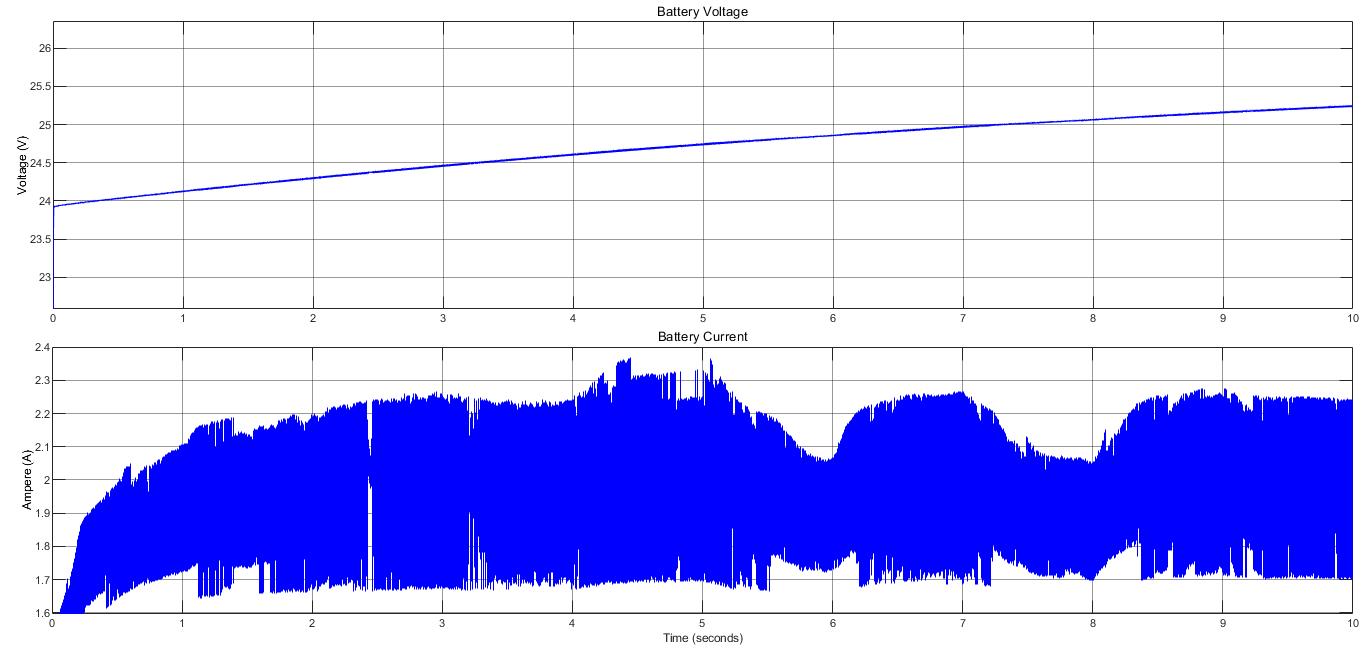 Battery Voltage
Voltage (V)
26
25.5
25
24.5
24
23.5
23
0 1 2 3 4 5 6 7 8 9 10
Battery Current
Ampere (A)
2.4
2.3
2.2
2.1
2
1.9
1.8
1.7
1.6
0 1 2 3 4 5 6 7 8 9 10
Time (seconds)